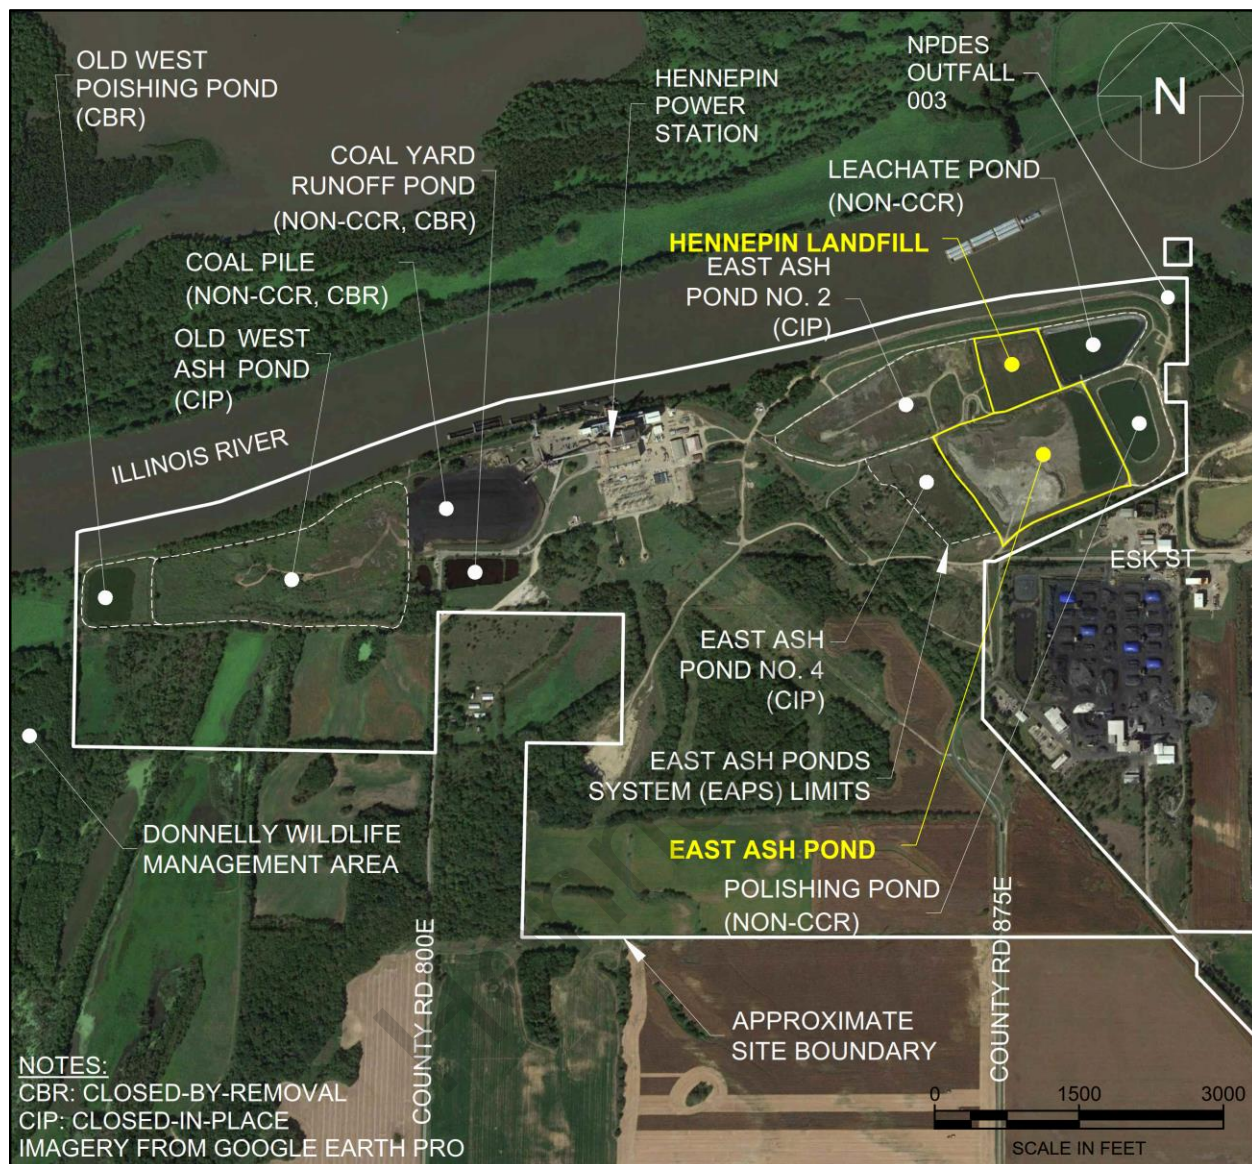 OLD WEST
POISHING POND
(CBR)
HENNEPIN
POWER
STATION
NPDES
OUTFALL
003
N
COAL YARD
RUNOFF POND
(NON-CCR, CBR)
LEACHATE POND
(NON-CCR)
HENNEPIN LANDFILL
EAST ASH
POND NO. 2
(CIP)
COAL PILE
(NON-CCR, CBR)
OLD WEST
ASH POND
(CIP)
ILLINOIS RIVER
ESK ST
EAST ASH
POND NO. 4
(CIP)
EAST ASH PONDS
SYSTEM (EAPS) LIMITS
DONNELLY WILDLIFE
MANAGEMENT AREA
EAST ASH POND
POLISHING POND
(NON-CCR)
COUNTY RD 800E
COUNTY RD 875E
APPROXIMATE
SITE BOUNDARY
NOTES:
CBR: CLOSED-BY-REMOVAL
CIP: CLOSED-IN-PLACE
IMAGERY FROM GOOGLE EARTH PRO
0 1500 3000
SCALE IN FEET